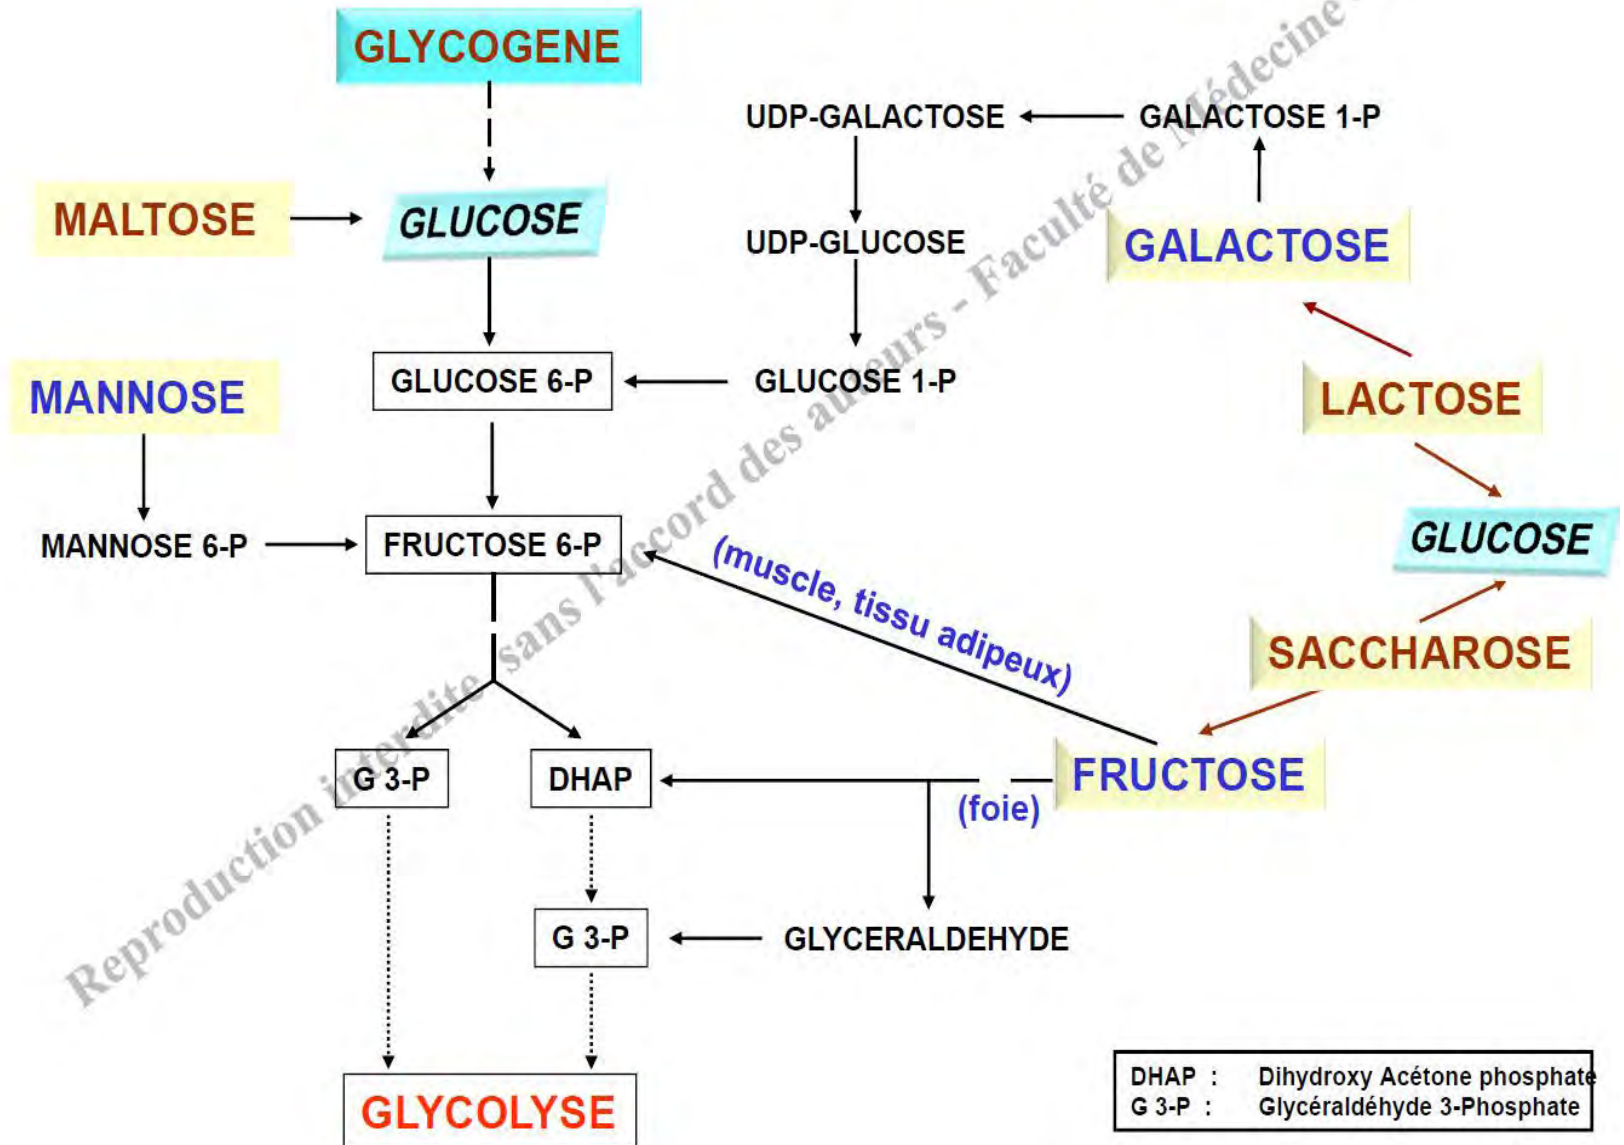 GLYCOGENE
UDP-GALACTOSE
GALACTOSE 1-P
MALTOSE
GLUCOSE
UDP-GLUCOSE
GALACTOSE
MANNOSE
GLUCOSE 6-P
GLUCOSE 1-P
LACTOSE
MANNOSE 6-P
FRUCTOSE 6-P
(muscle, tissu adipeux)
GLUCOSE
SACCHAROSE
G 3-P
DHAP
(foie)
FRUCTOSE
G 3-P
GLYCERALDEHYDE
GLYCOLYSE
DHAP : Dihydroxy Acétone phosphate
G 3-P : Glycéraldéhyde 3-Phosphate
Reproduction interdite sans l'accord des auteurs - Faculté de Médecine